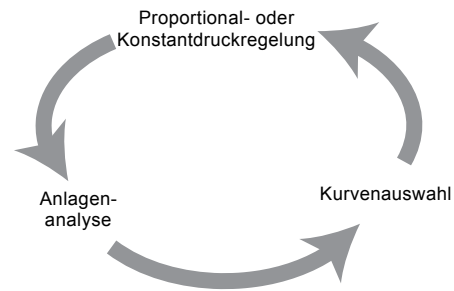 Proportional- oder
Konstantdruckregelung
Anlagen-
analyse
Kurvenauswahl